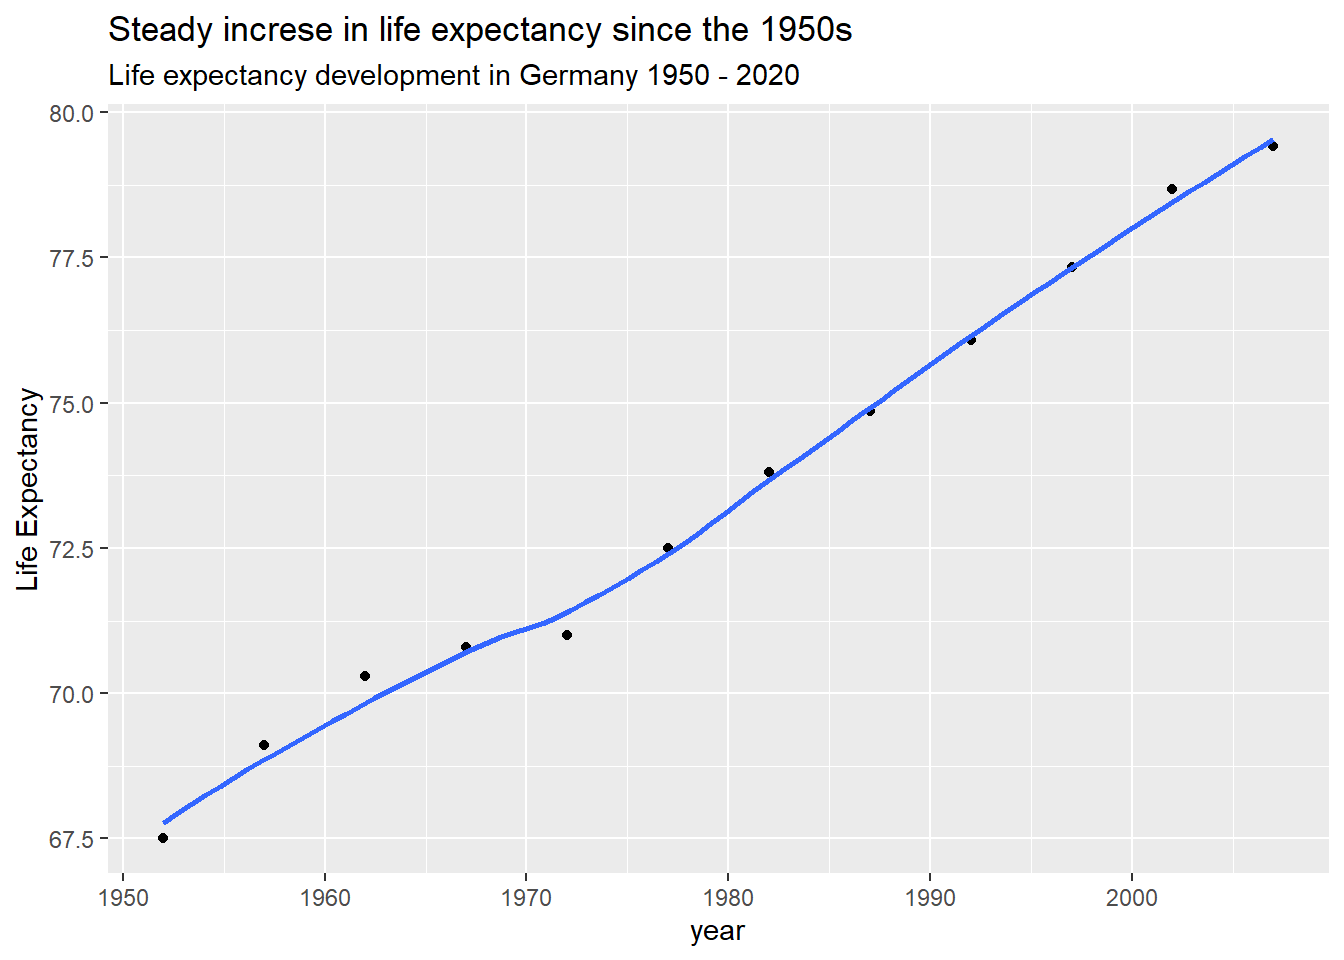 Steady increse in life expectancy since the 1950s
Life expectancy development in Germany 1950 - 2020
80.0
77.5
75.0
72.5
70.0
67.5
Life Expectancy
1950 1960 1970 1980 1990 2000
year